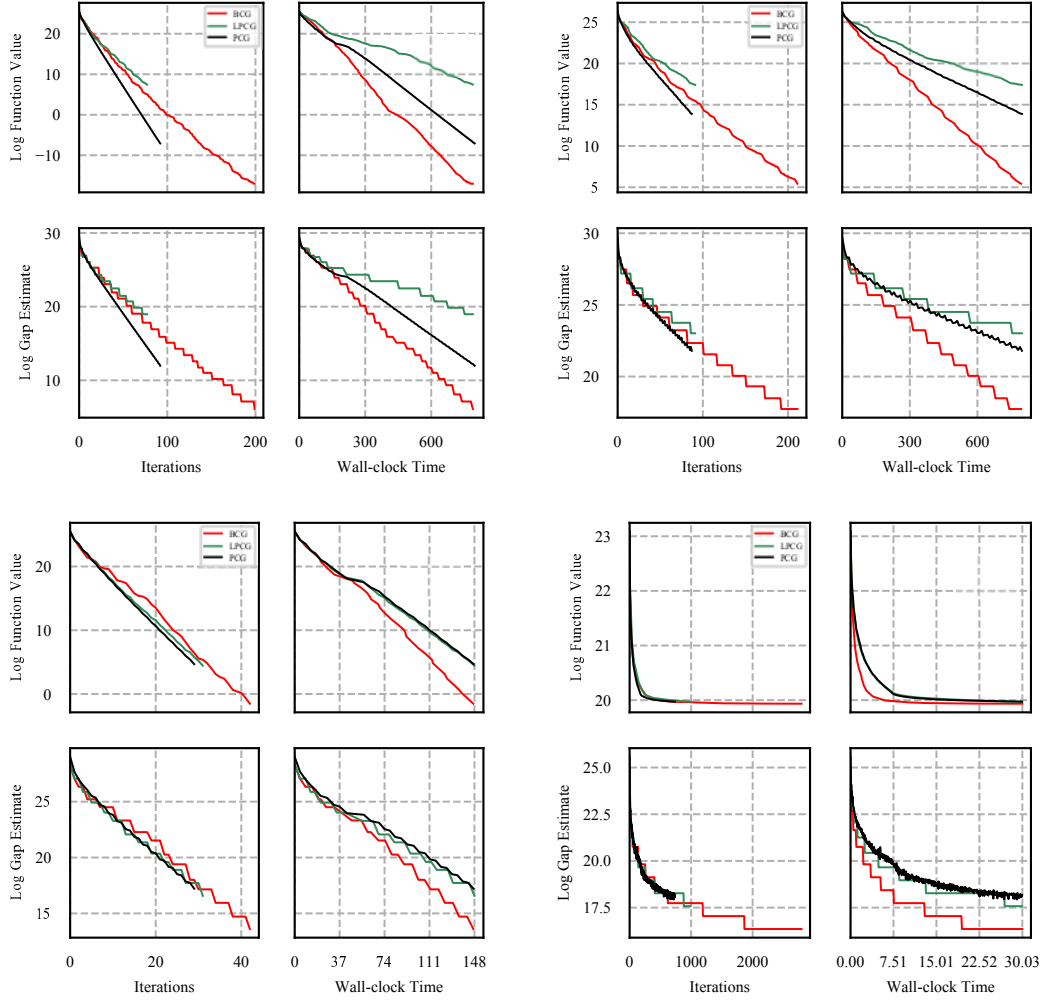 Log Function Value
20
10
0
−10
BCG
LPCG
PCG
Log Function Value
25
20
15
10
5
BCG
LPCG
PCG
Log Gap Estimate
30
20
10
0 100 200
Iterations
0 300 600
Wall-clock Time
Log Gap Estimate
30
25
20
0 100 200
Iterations
0 300 600
Wall-clock Time
Log Function Value
20
10
0
BCG
LPCG
PCG
Log Function Value
23
22
21
20
BCG
LPCG
PCG
Log Gap Estimate
25
20
15
0 20 40
Iterations
0 37 74 111 148
Wall-clock Time
Log Gap Estimate
25.0
22.5
20.0
17.5
0 1000 2000
Iterations
0.00 7.51 15.01 22.52 30.03
Wall-clock Time